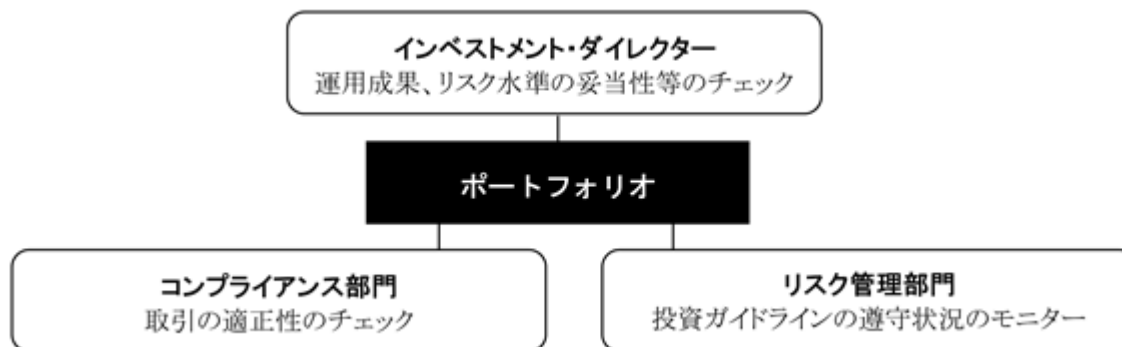 インベストメント・ダイレクター
運用成果、リスク水準の妥当性等のチェック
ポートフォリオ
コンプライアンス部門
取引の適正性のチェック
リスク管理部門
投資ガイドラインの遵守状況のモニター